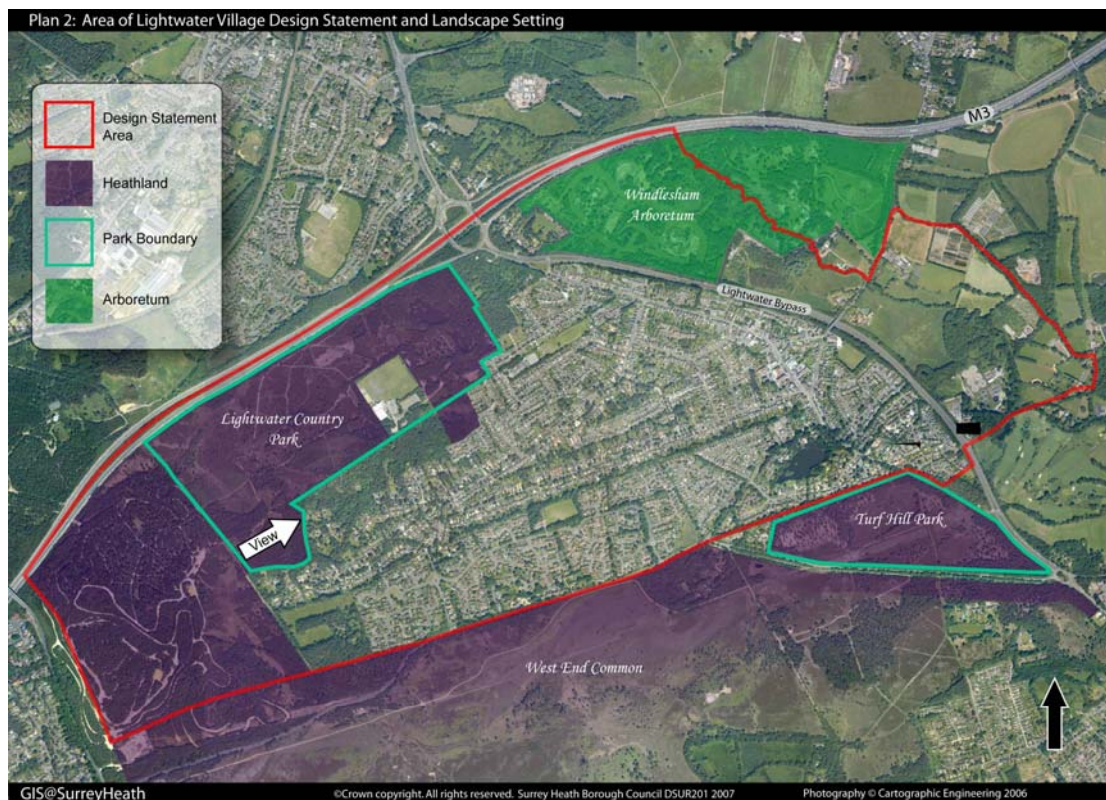 Plan 2: Area of Lightwater Village Design Statement and Landscape Setting
Design Statement
Area
Heathland
Park Boundary
Arboretum
M3
Windlesham
Arboretum
Lightwater Bypass
Lightwater Country
Park
View
Turf Hill Park
West End Common
GIS@SurreyHeath
©Crown copyright. All rights reserved. Surrey Heath Borough Council DSUR201 2007
Photography © Cartographic Engineering 2006